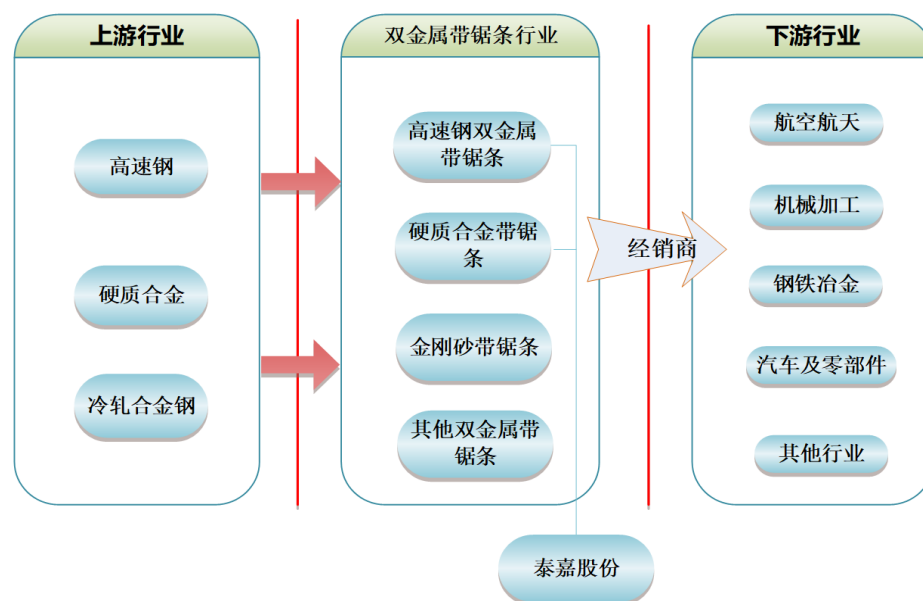 上游行业
高速钢
硬质合金
冷轧合金钢
双金属带锯条行业
高速钢双金属
带锯条
硬质合金带锯
条
金刚砂带锯条
其他双金属带
锯条
泰嘉股份
经销商
下游行业
航空航天
机械加工
钢铁冶金
汽车及零部件
其他行业